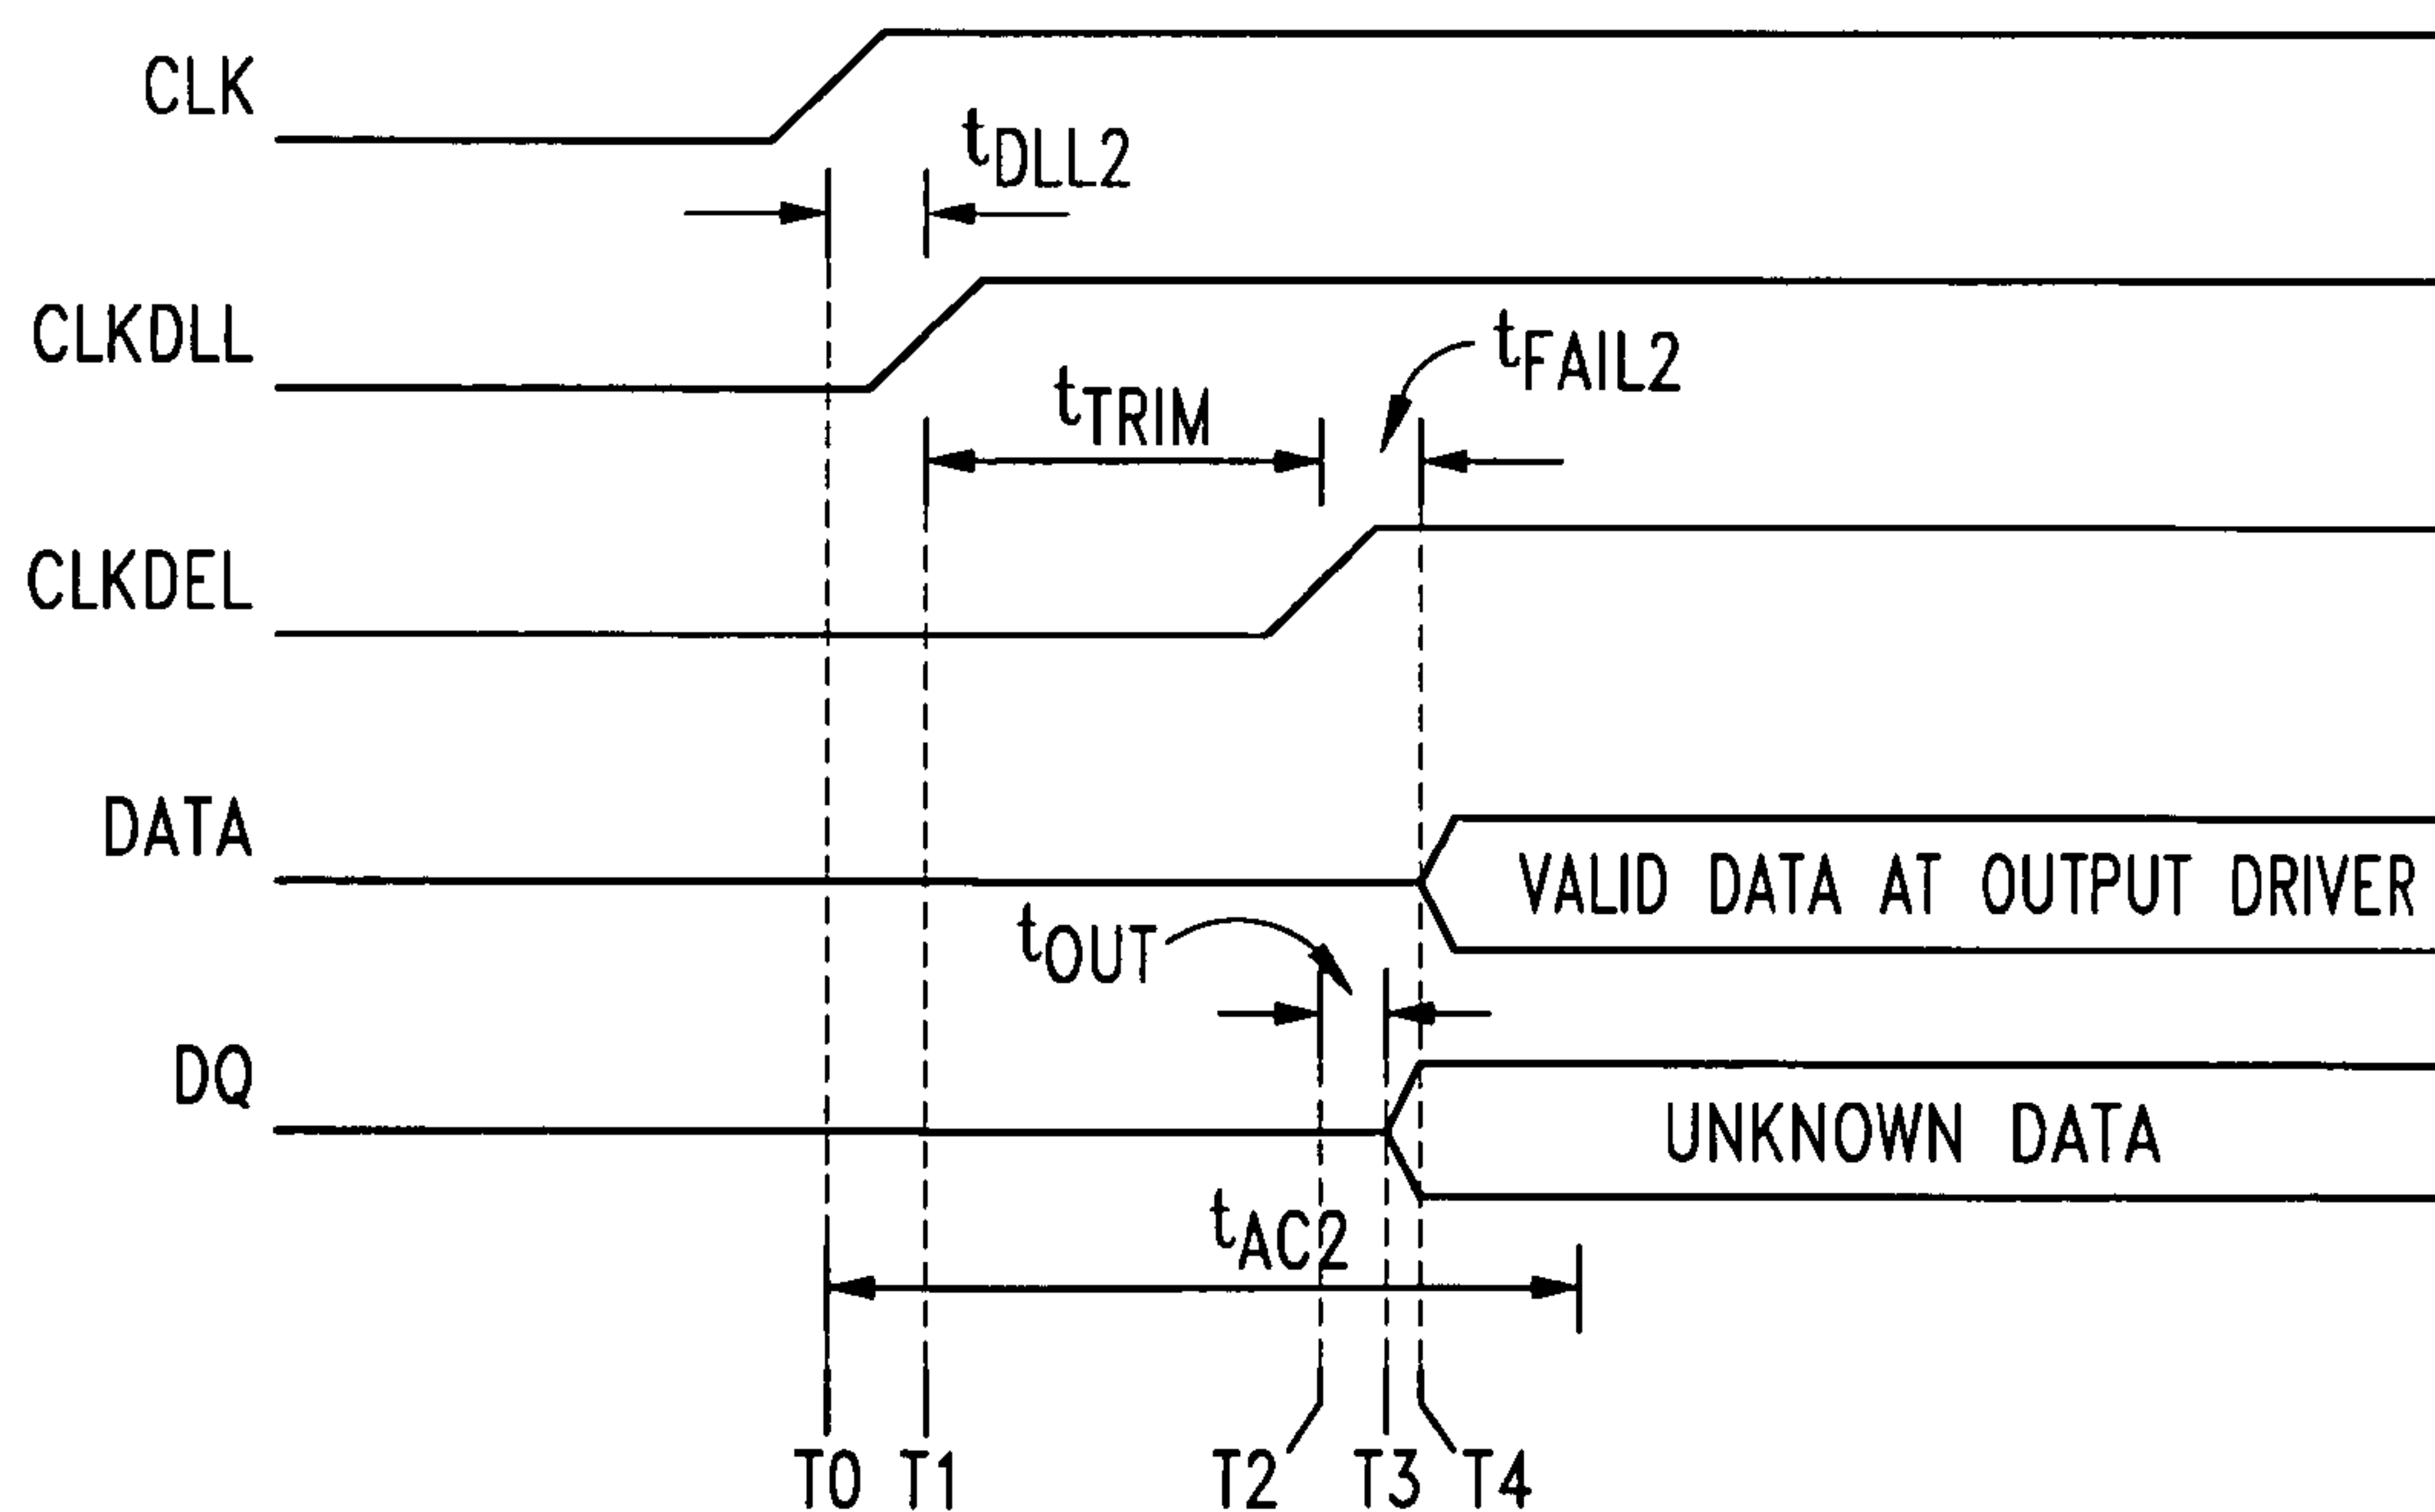 CLK
tDLL2
CLKDLL
tTRIM
tFAIL2
CLKDEL
DATA
VALID DATA AT OUTPUT DRIVER
tOUT
DQ
UNKNOWN DATA
tAC2
T0 T1 T2 T3 T4